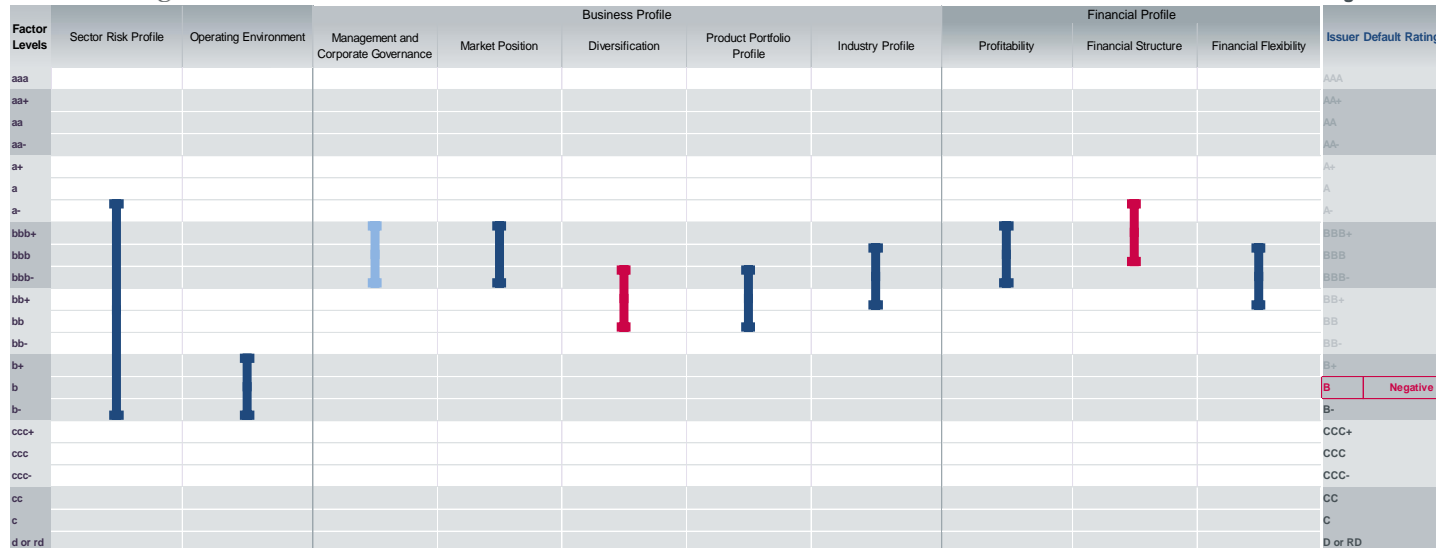 Business Profile
Financial Profile
Factor Levels
Sector Risk Profile
Operating Environment
Management and Corporate Governance
Market Position
Diversification
Product Portfolio Profile
Industry Profile
Profitability
Financial Structure
Financial Flexibility
Issuer Default Rating
aaa AAA
aa+ AA+
aa AA
aa- AA-
a+ A+
a A
a- A-
bbb+ BBB+
bbb BBB
bbb- BBB-
bb+ BB+
bb BB
bb- BB-
b+ B+
b B Negative
b- B-
ccc+ CCC+
ccc CCC
ccc- CCC-
cc CC
c C
d or rd D or RD